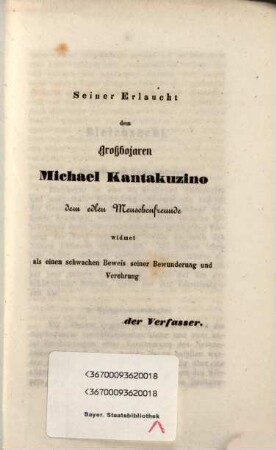 Seiner Erlaucht
dem
Großbojaren
Michael Kantakuzino
dem edlen Menschenfreunde
widmet
als einen schwachen Beweis seiner Bewunderung und
Verehrung
der Verfasser.
<36700093620018
<36700093620018
Bayer. Staatsbibliothek